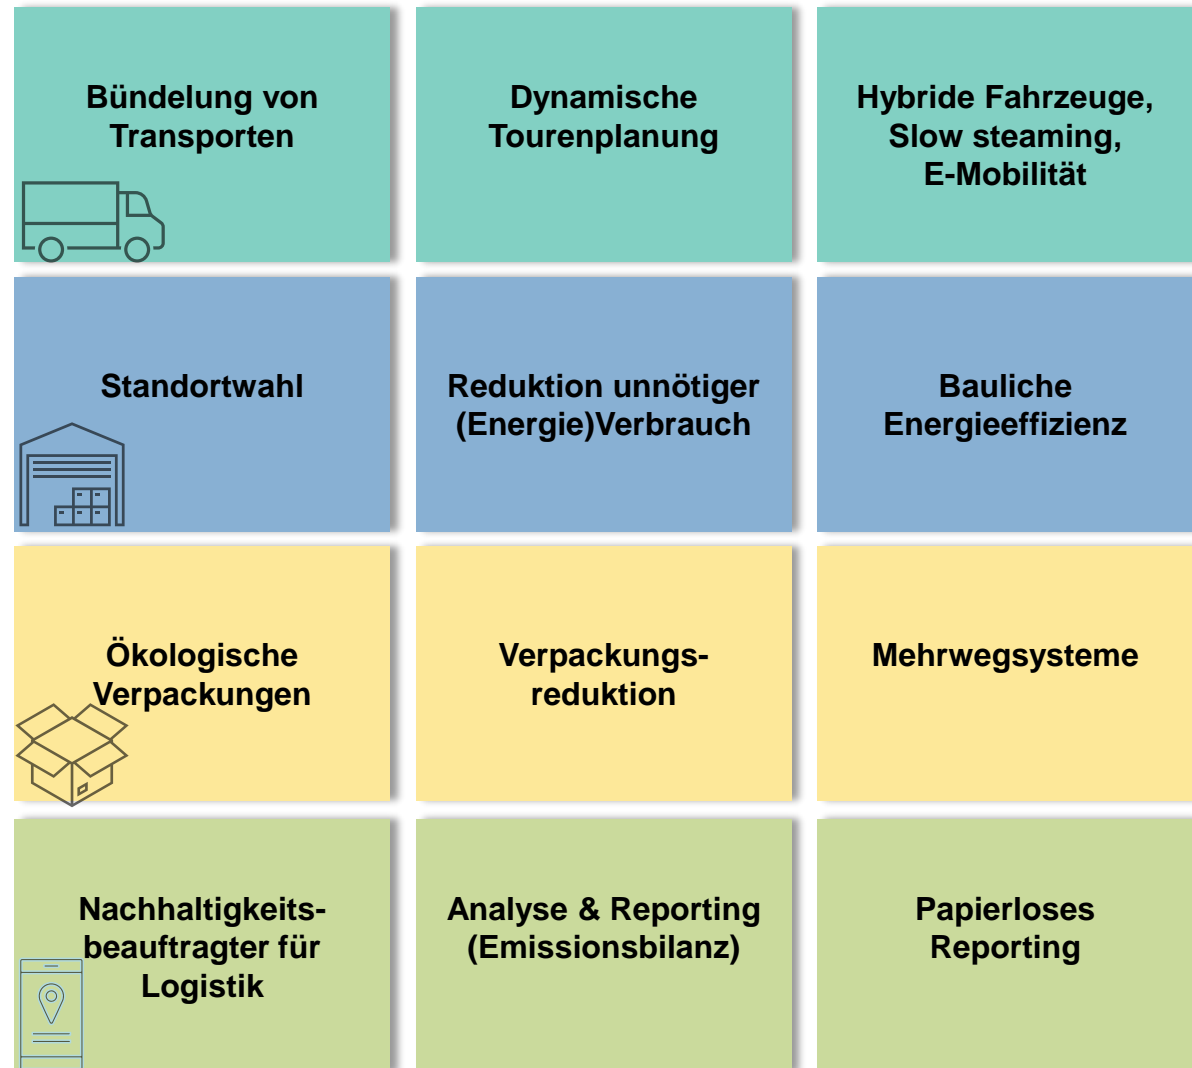 Bündelung von
Transporten
Dynamische
Tourenplanung
Hybride Fahrzeuge,
Slow steaming,
E-Mobilität
Standortwahl
Reduktion unnötiger
(Energie)Verbrauch
Bauliche
Energieeffizienz
Ökologische
Verpackungen
Verpackungs-
reduktion
Mehrwegsysteme
Nachhaltigkeits-
beauftragter für
Logistik
Analyse & Reporting
(Emissionsbilanz)
Papierloses
Reporting